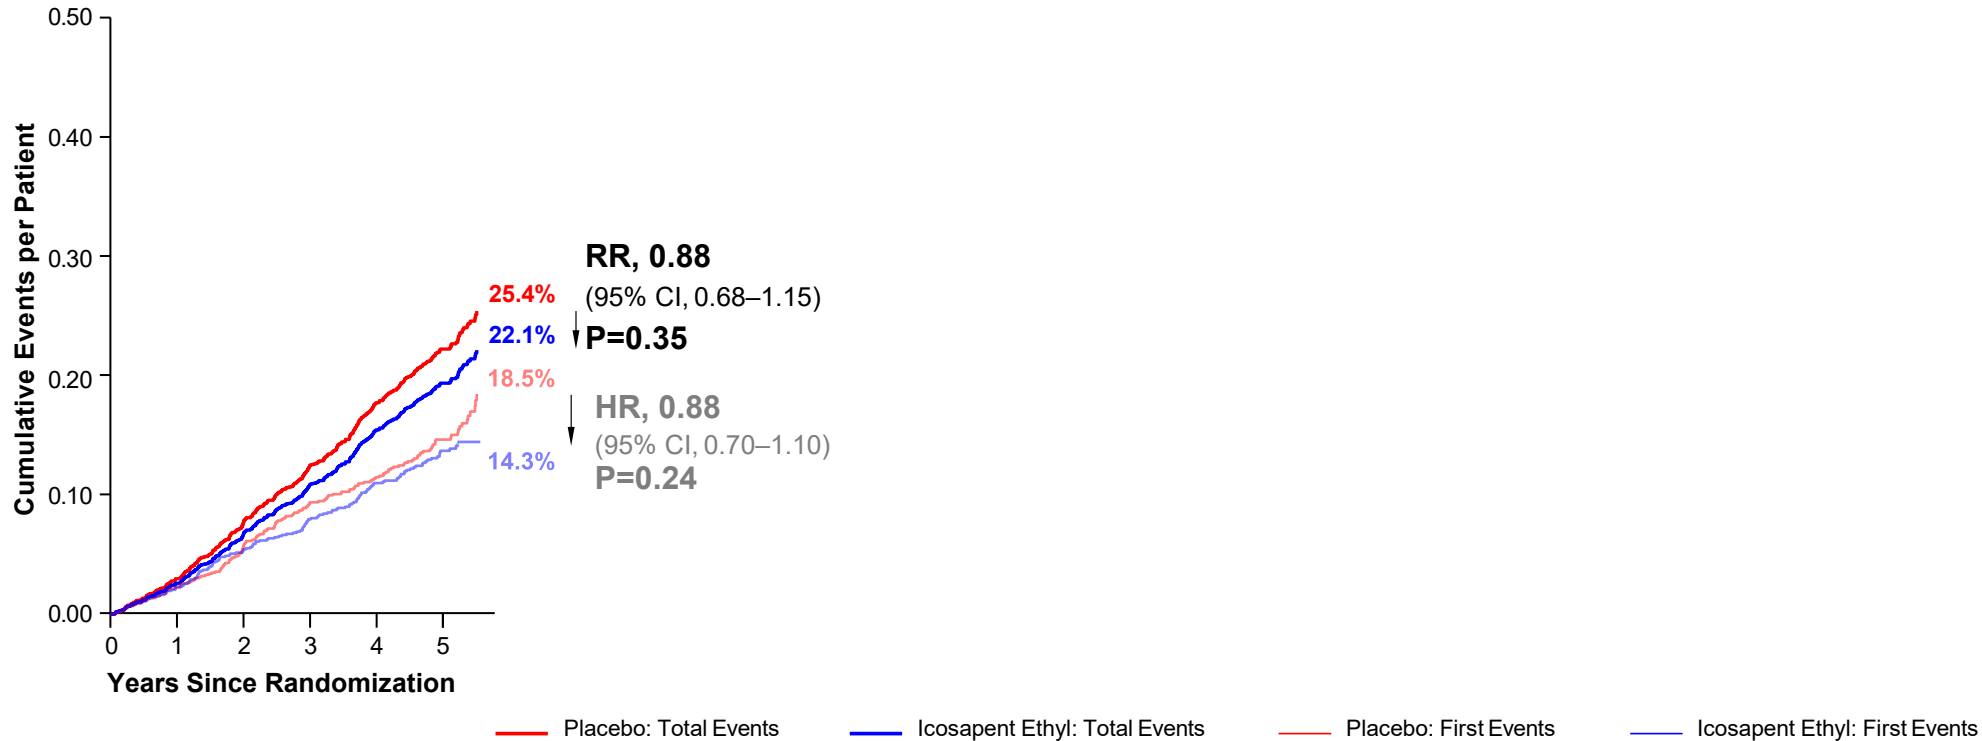 0.50
0.40
0.30
0.20
0.10
0.00
Cumulative Events per Patient
0 1 2 3 4 5
Years Since Randomization
25.4%
22.1%
18.5%
14.3%
RR, 0.88
(95% CI, 0.68–1.15)
P=0.35
HR, 0.88
(95% CI, 0.70–1.10)
P=0.24
Placebo: Total Events Icosapent Ethyl: Total Events Placebo: First Events Icosapent Ethyl: First Events